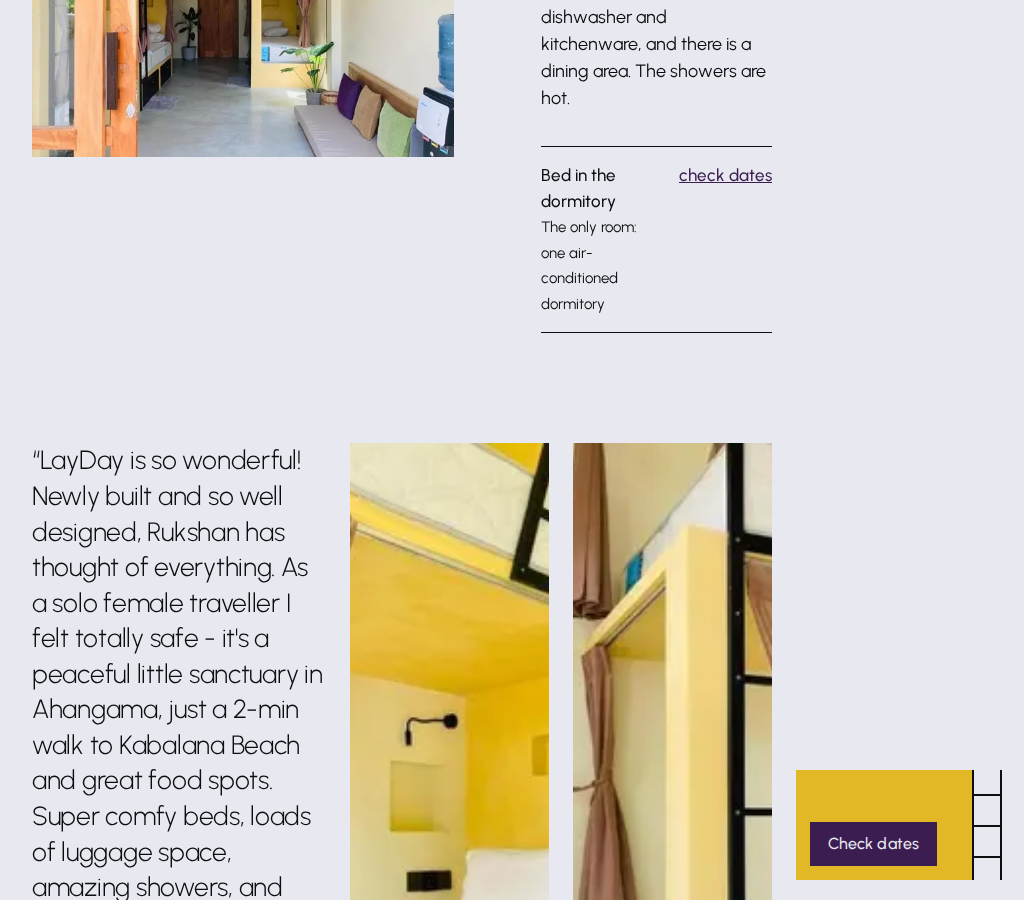 dishwasher and
kitchenware, and there is a
dining area. The showers are
hot.
Bed in the
dormitory
check dates
The only room:
one air-
conditioned
dormitory
“LayDay is so wonderful!
Newly built and so well
designed, Rukshan has
thought of everything. As
a solo female traveller I
felt totally safe - it's a
peaceful little sanctuary in
Ahangama, just a 2-min
walk to Kabalana Beach
and great food spots.
Super comfy beds, loads
of luggage space,
amazing showers, and
Check dates